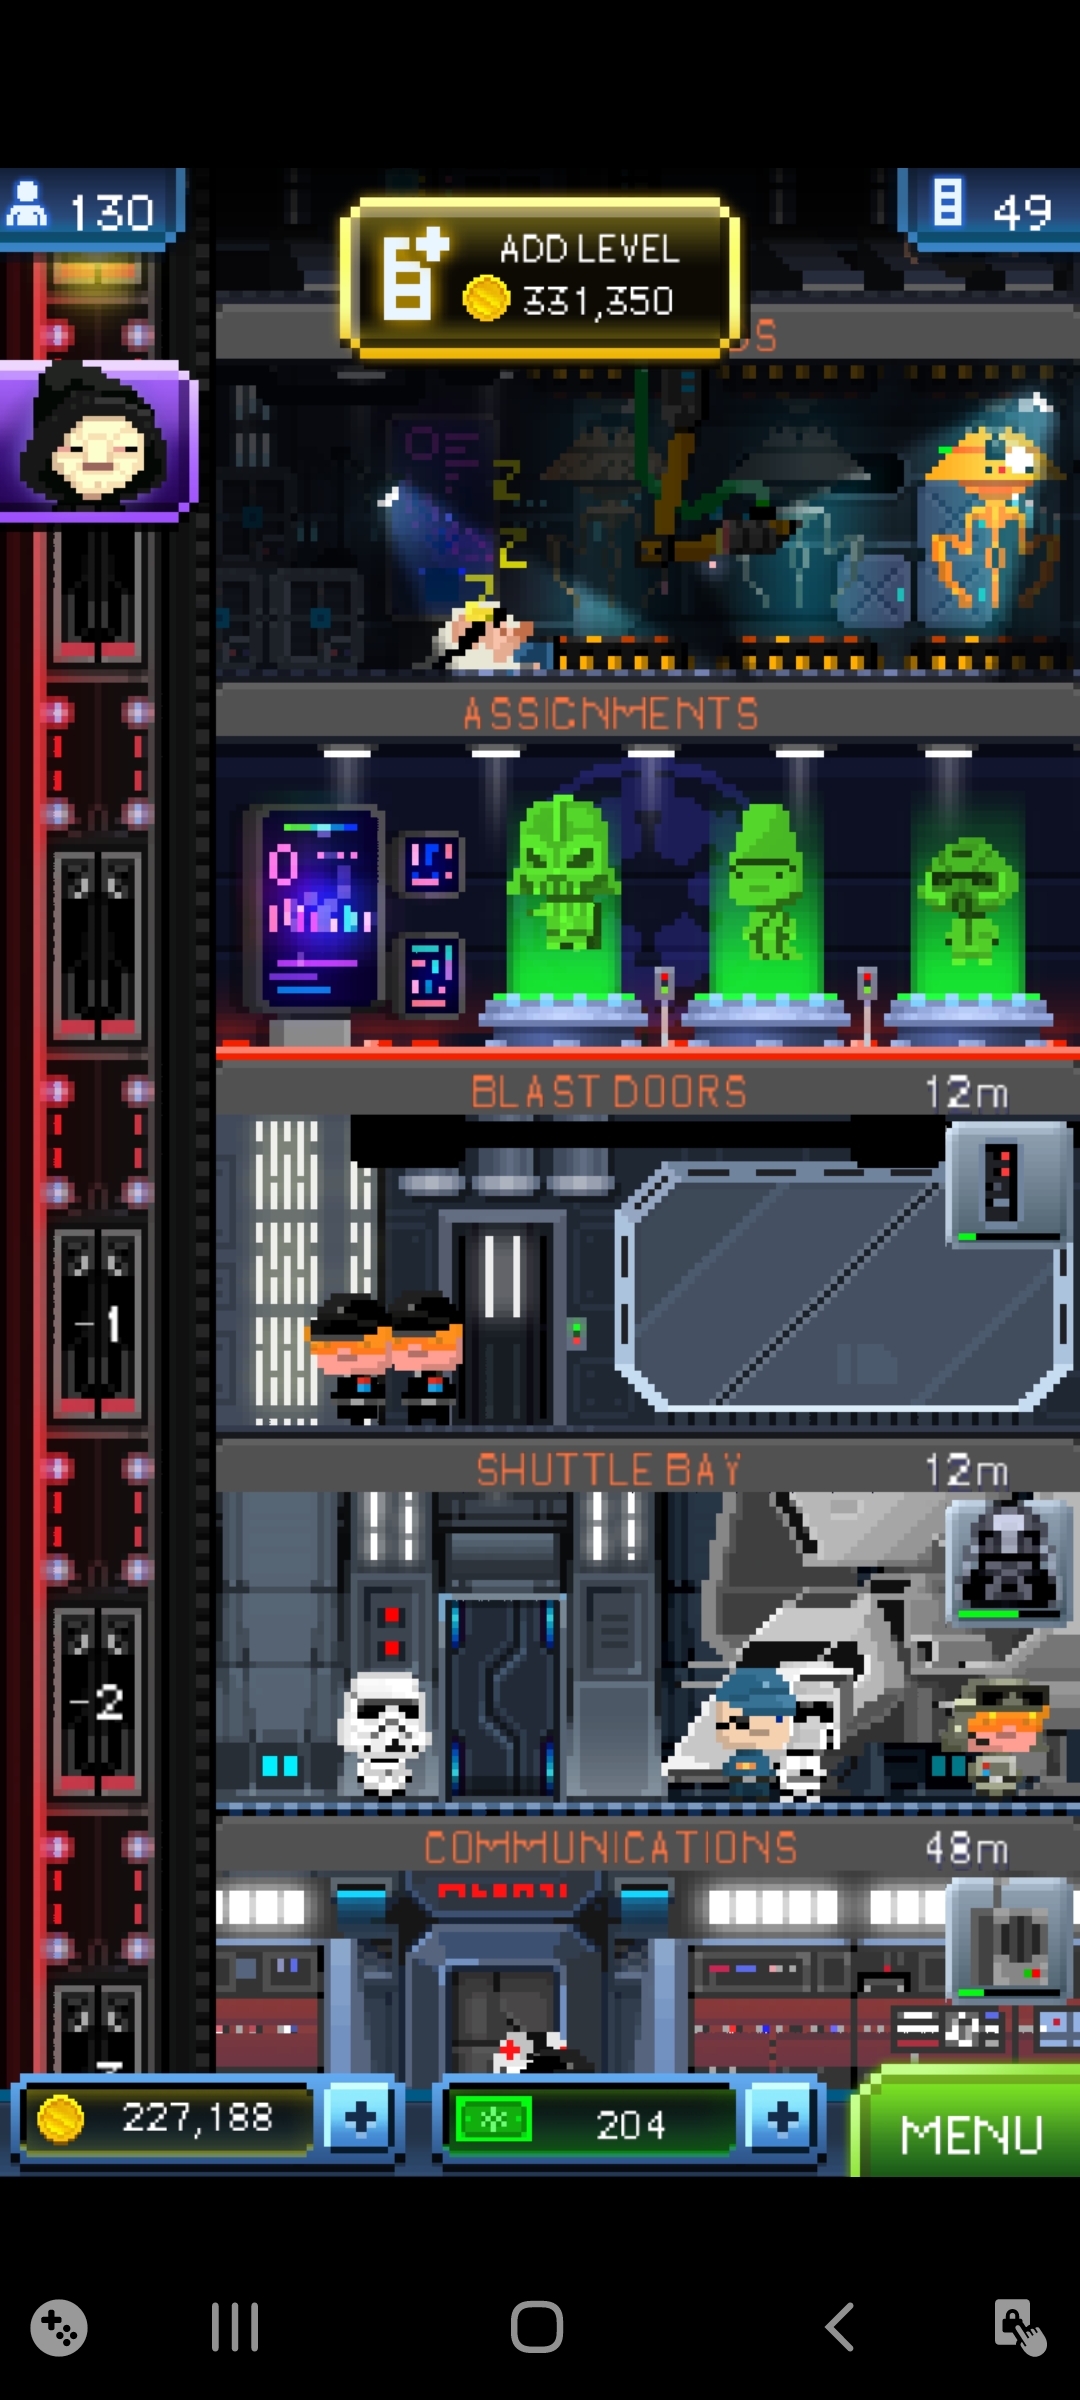 130
49
ADD LEVEL
331,350
DS
Z
Z
Z
ASSIGNMENTS
BLAST DOORS 12m
-1
SHUTTLE BAY 12m
-2
COMMUNICATIONS 48m
227,188
+
204
+
MENU